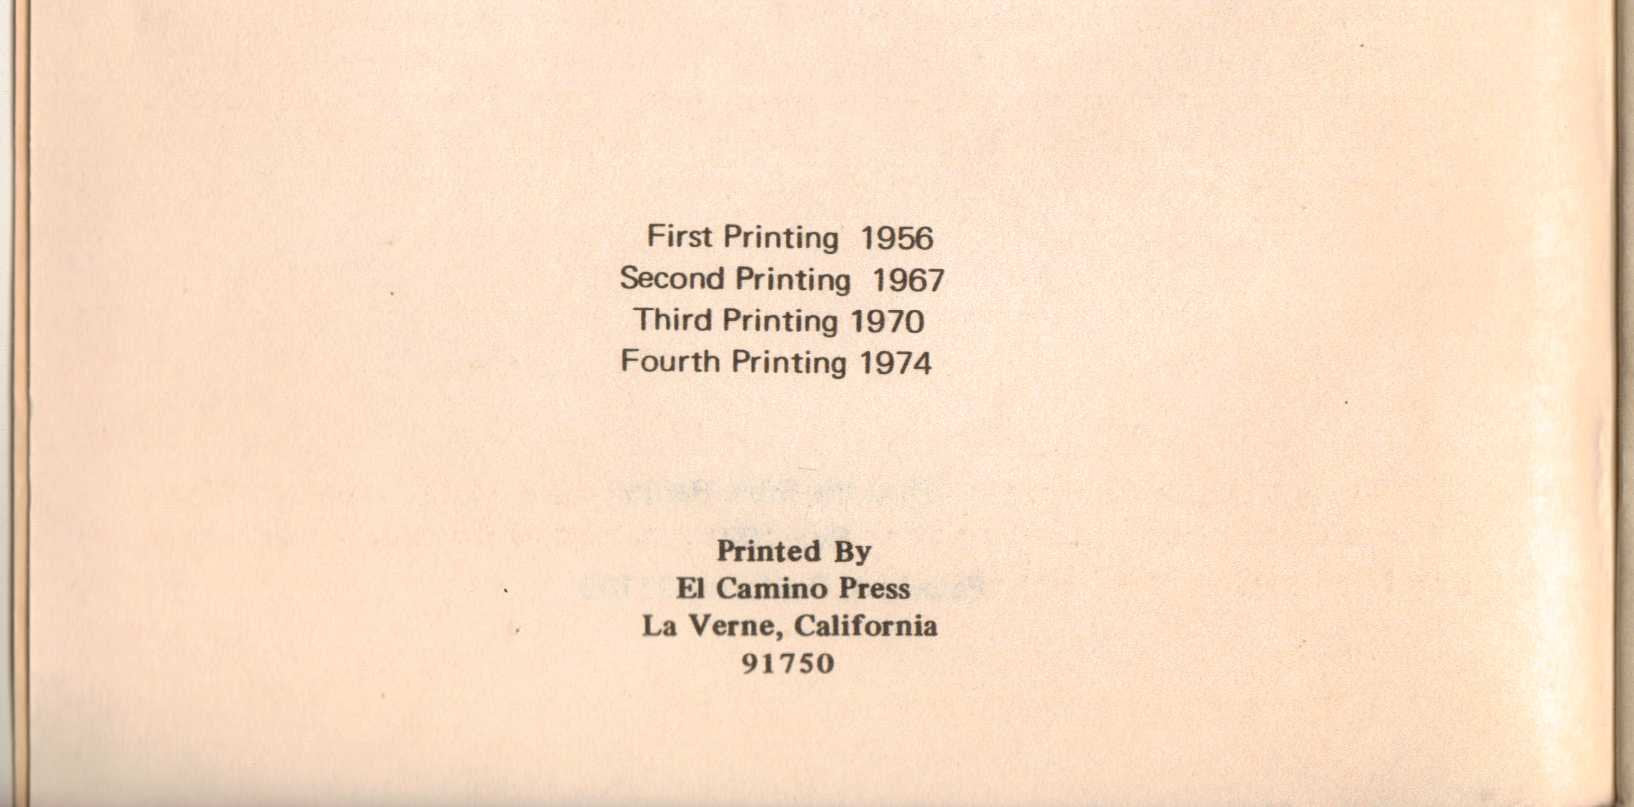 First Printing 1956
Second Printing 1967
Third Printing 1970
Fourth Printing 1974
Printed By
El Camino Press
La Verne, California
91750